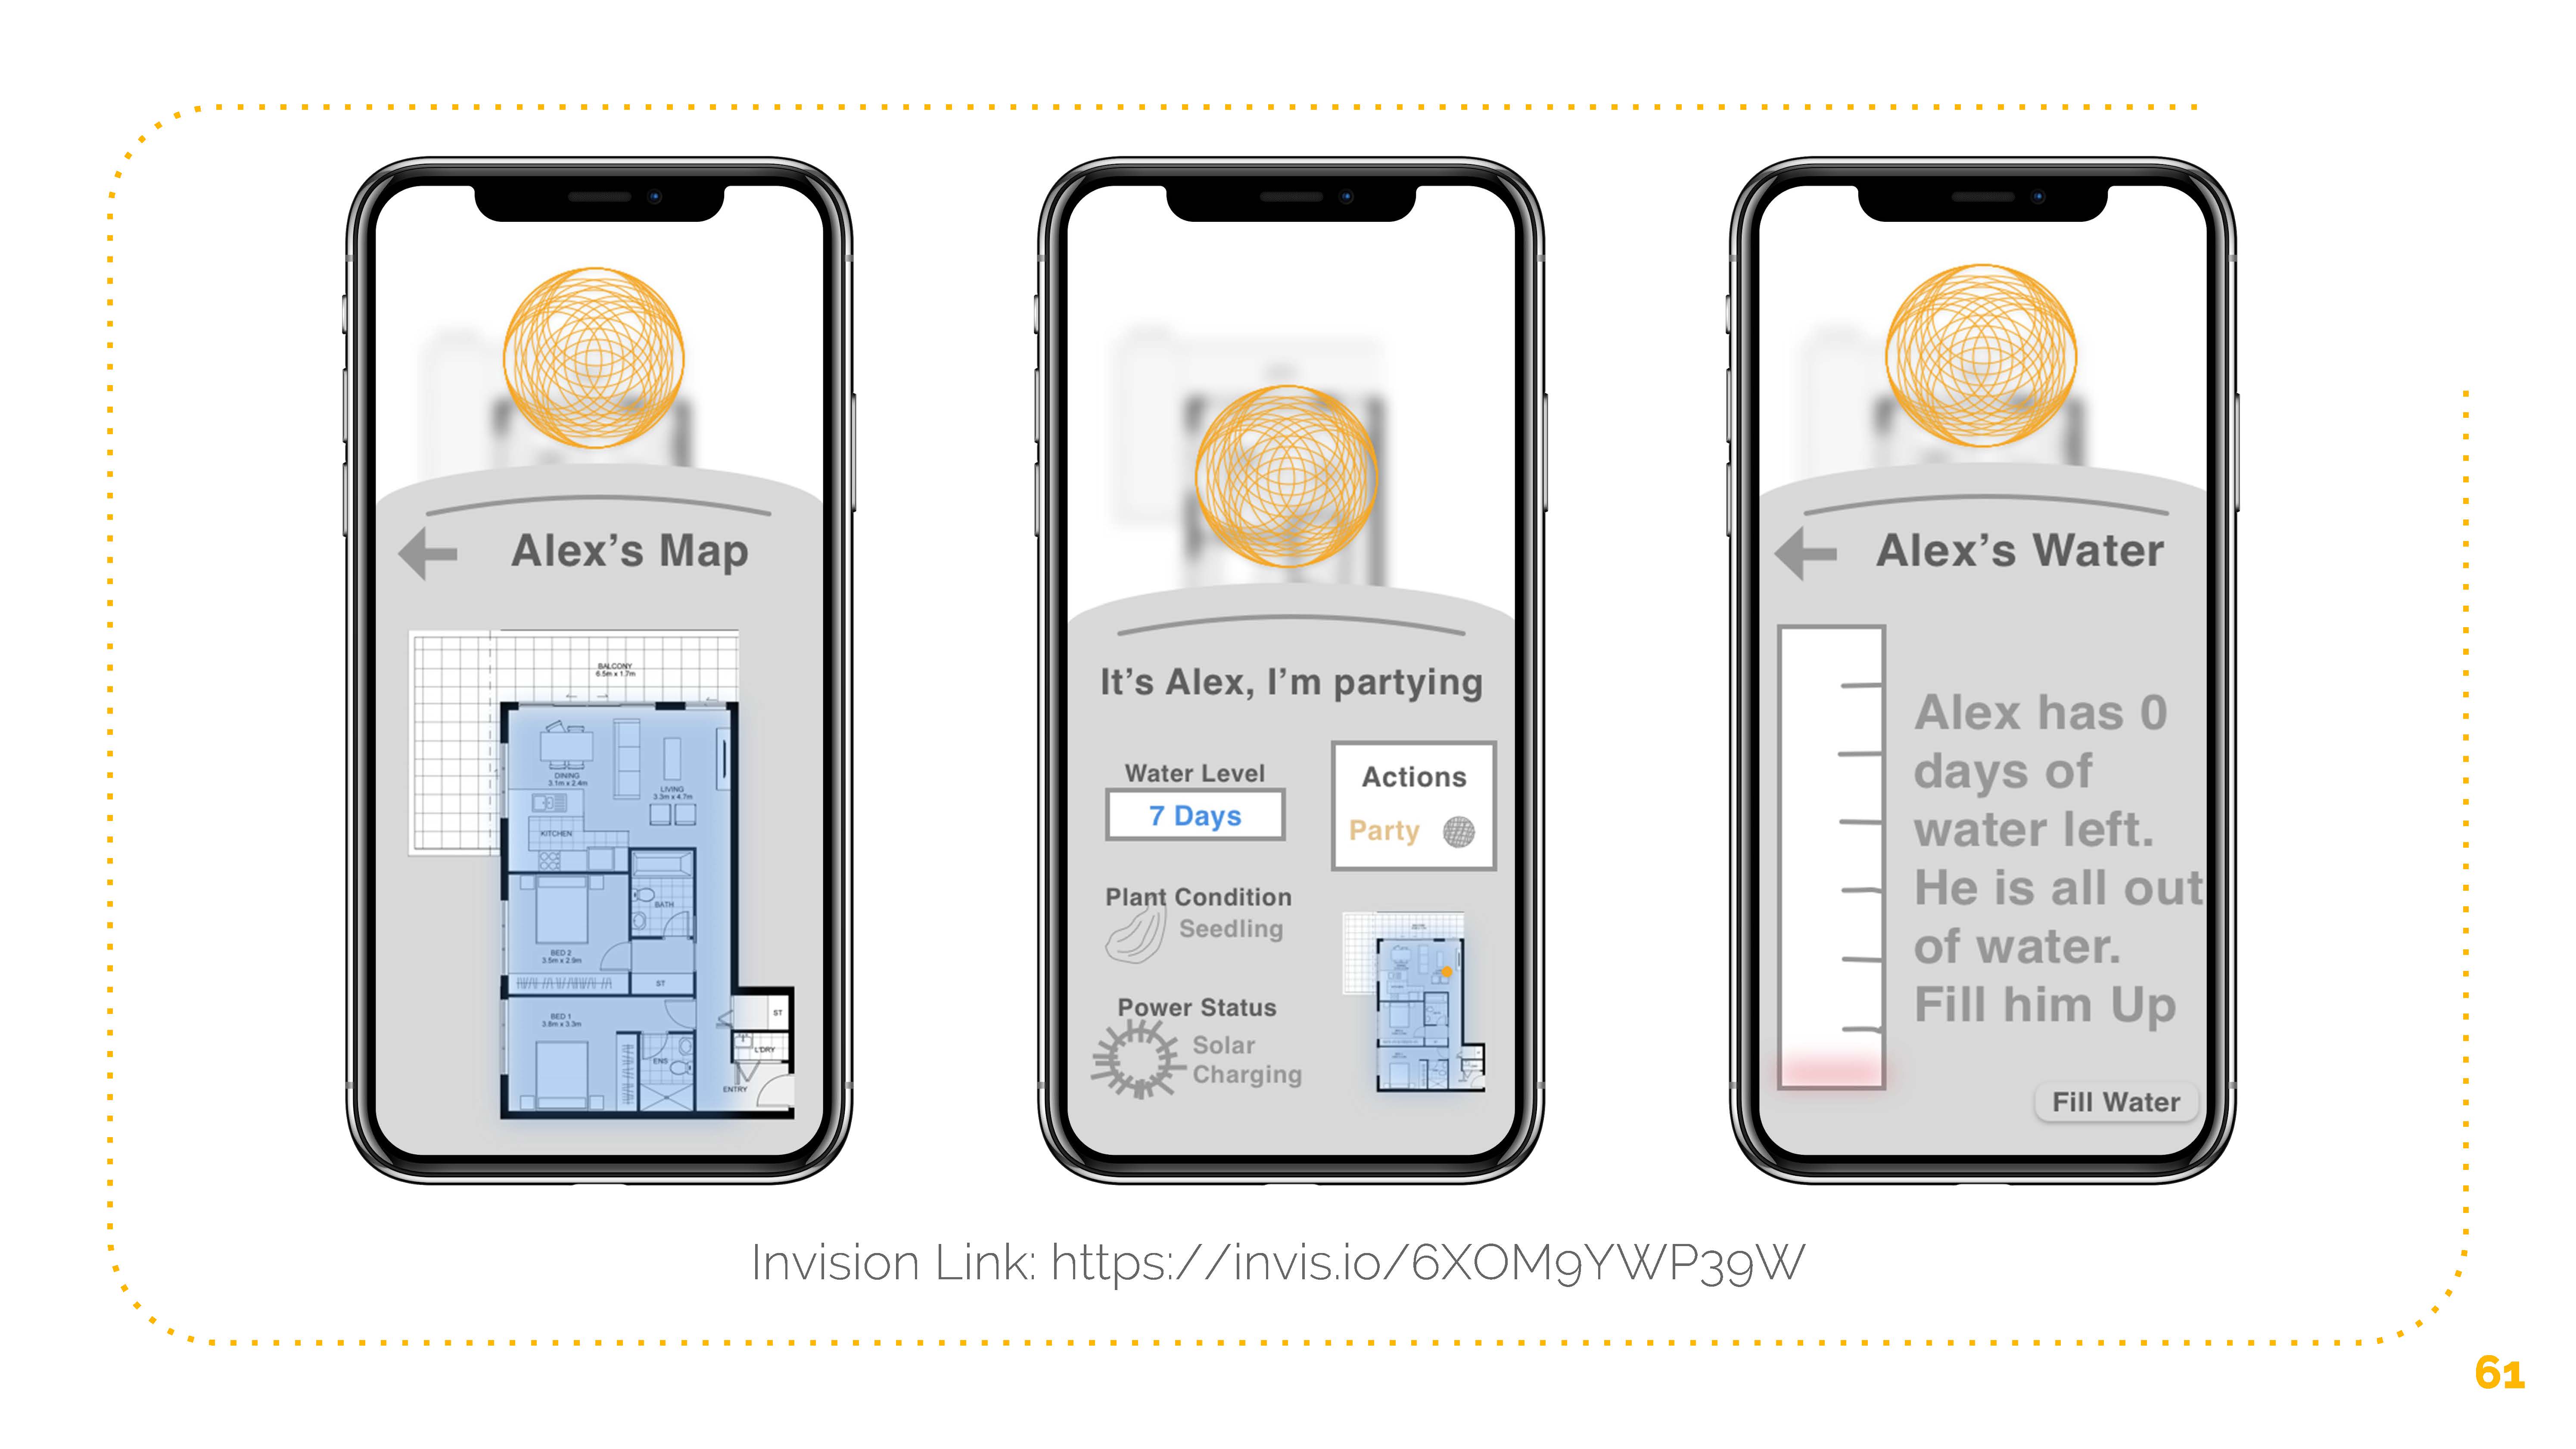 Alex’s Map
BALCONY
6.5m x 1.7m
DINING
3.1m x 2.4m
LIVING
3.3m x 4.7m
KITCHEN
BATH
BED 2
3.5m x 2.9m
ST
BED 1
3.8m x 3.3m
ST
L'DRY
ENS
ENTRY
It’s Alex, I’m partying
Water Level
7 Days
Actions
Party
Plant Condition
Seedling
Power Status
Solar
Charging
Alex’s Water
Alex has 0
days of
water left.
He is all out
of water.
Fill him Up
Fill Water
Invision Link: https://invis.io/6XOM9YWP39W
61